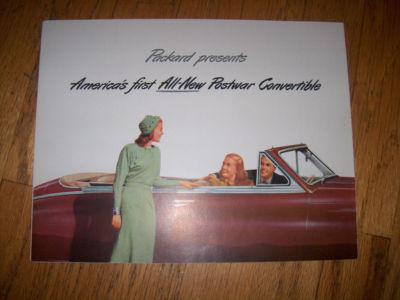 Packard presents
America's first All-New Postwar Convertible